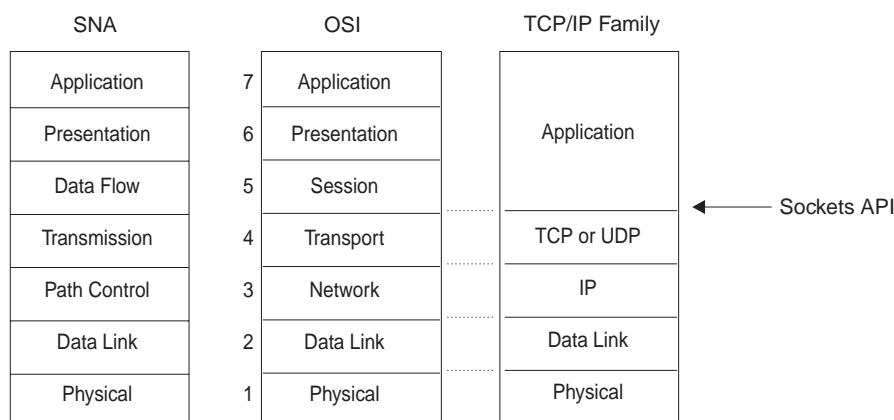 SNA OSI TCP/IP Family
Application 7 Application
Presentation 6 Presentation Application
Data Flow 5 Session
Sockets API
Transmission 4 Transport TCP or UDP
Path Control 3 Network IP
Data Link 2 Data Link Data Link
Physical 1 Physical Physical